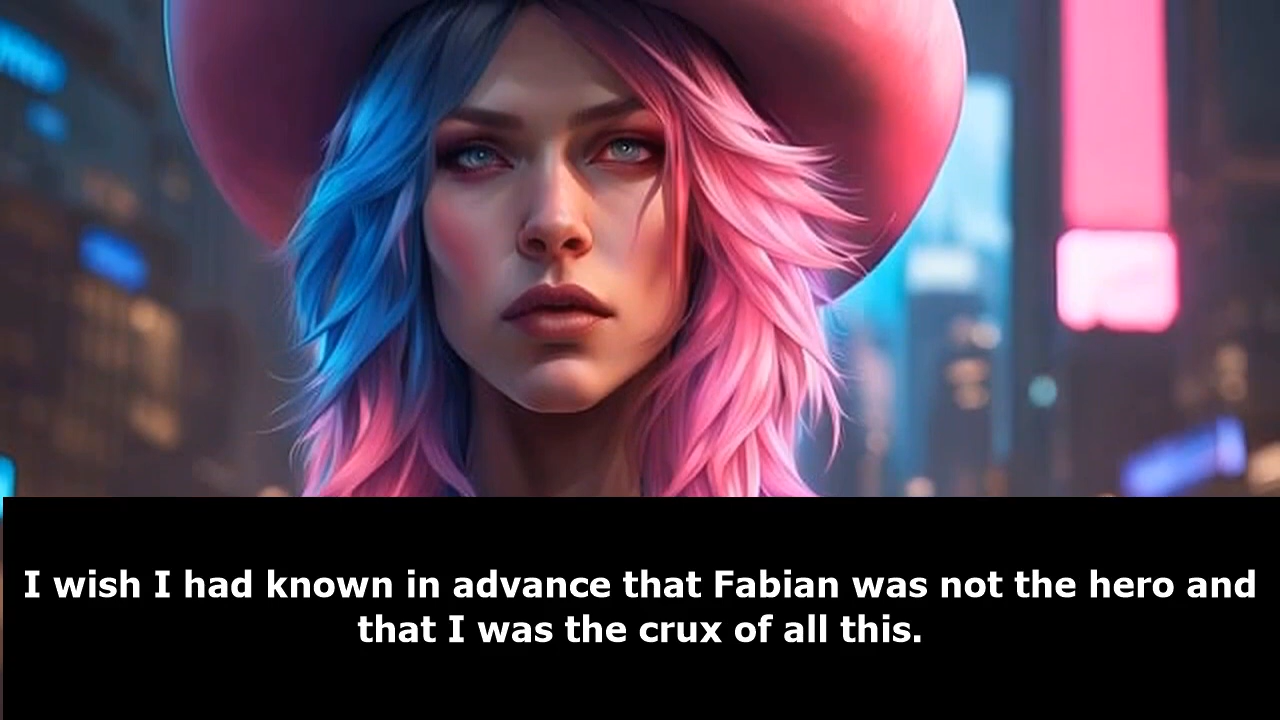 I wish I had known in advance that Fabian was not the hero and
that I was the crux of all this.